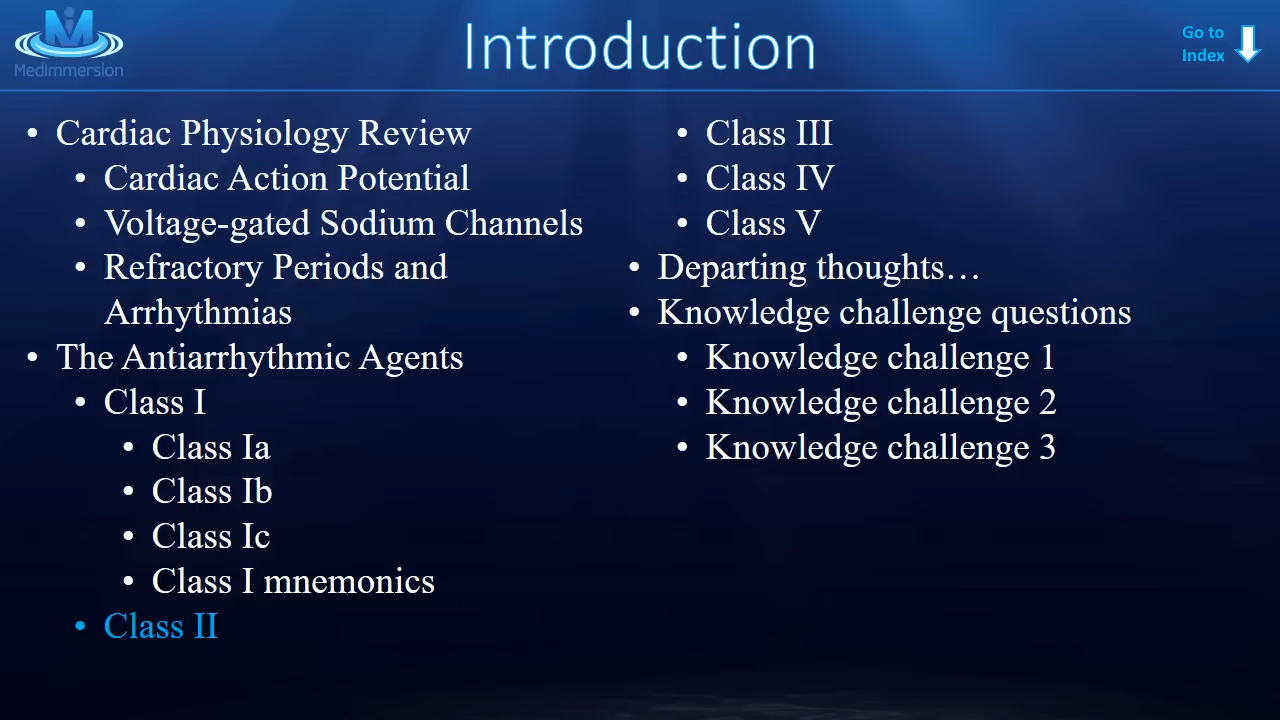 MedImmersion
Introduction
Go to
Index
• Cardiac Physiology Review
• Cardiac Action Potential
• Voltage-gated Sodium Channels
• Refractory Periods and
Arrhythmias
• The Antiarrhythmic Agents
• Class I
• Class Ia
• Class Ib
• Class Ic
• Class I mnemonics
• Class II
• Class III
• Class IV
• Class V
• Departing thoughts…
• Knowledge challenge questions
• Knowledge challenge 1
• Knowledge challenge 2
• Knowledge challenge 3